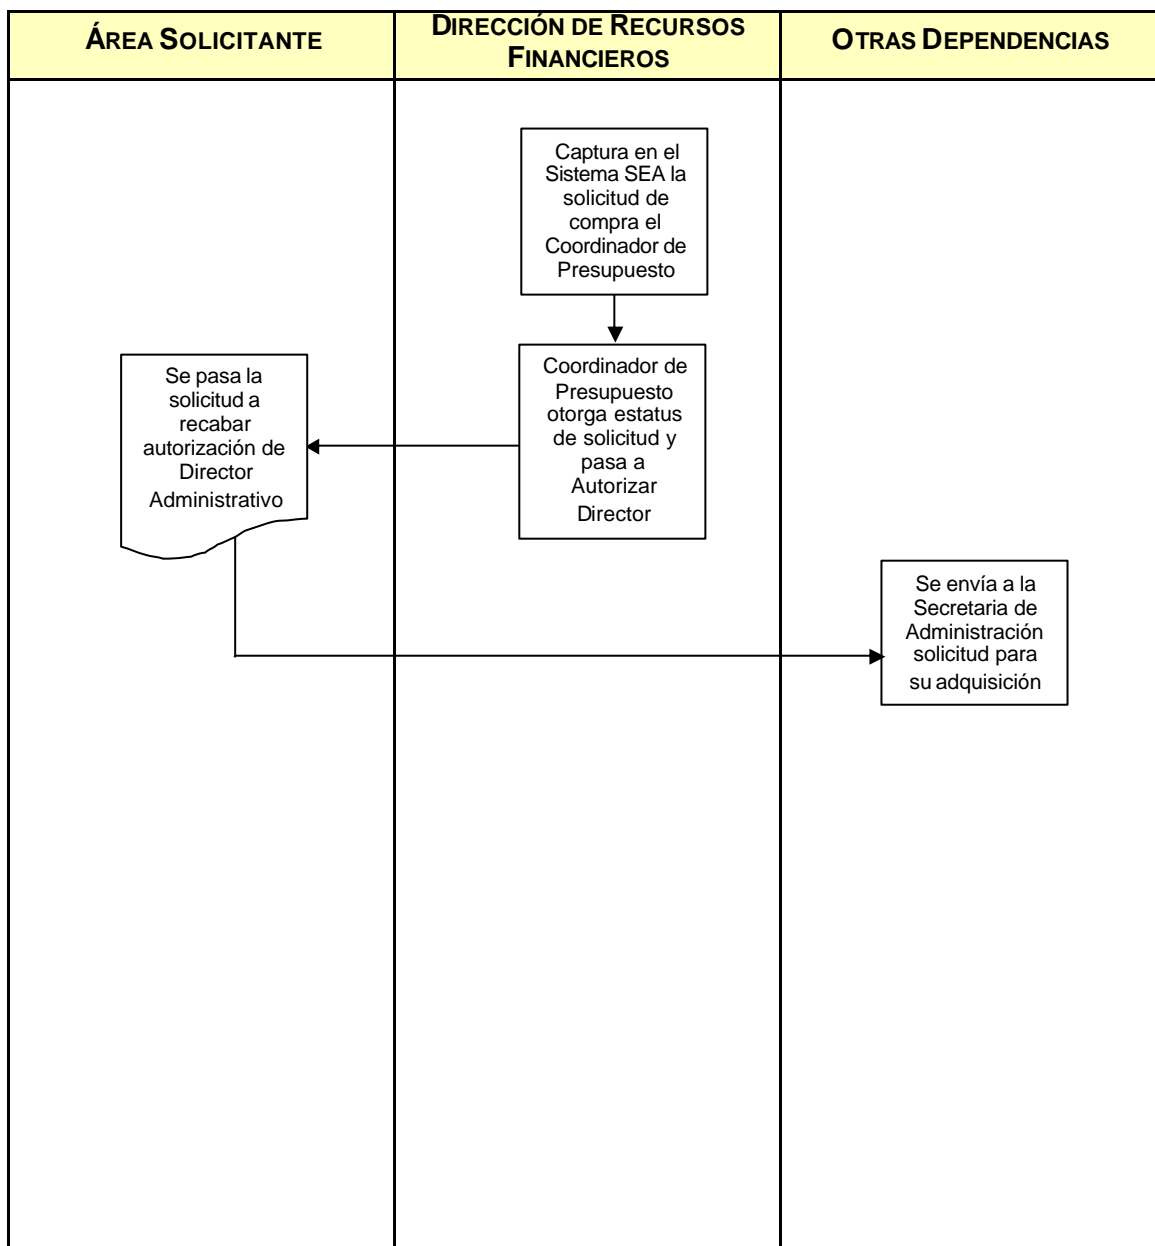 ÁREA SOLICITANTE
DIRECCIÓN DE RECURSOS
FINANCIEROS
OTRAS DEPENDENCIAS
Captura en el
Sistema SEA la
solicitud de
compra el
Coordinador de
Presupuesto
Coordinador de
Presupuesto
otorga estatus
de solicitud y
pasa a
Autorizar
Director
Se pasa la
solicitud a
recabar
autorización de
Director
Administrativo
Se envía a la
Secretaria de
Administración
solicitud para
su adquisición